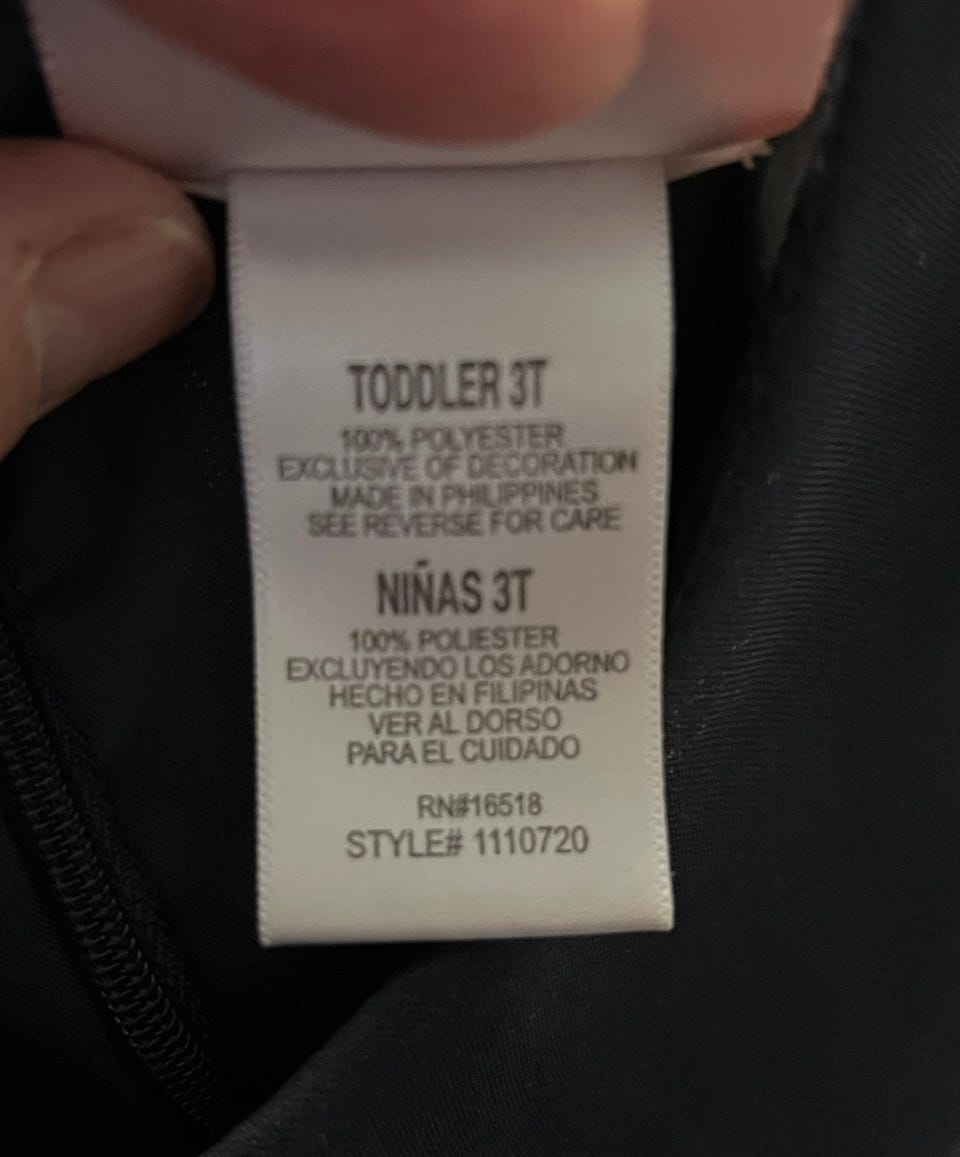 TODDLER 3T
100% POLYESTER
EXCLUSIVE OF DECORATION
MADE IN PHILIPPINES
SEE REVERSE FOR CARE
NIÑAS 3T
100% POLIESTER
EXCLUYENDO LOS ADORNO
HECHO EN FILIPINAS
VER AL DORSO
PARA EL CUIDADO
RN#16518
STYLE# 1110720